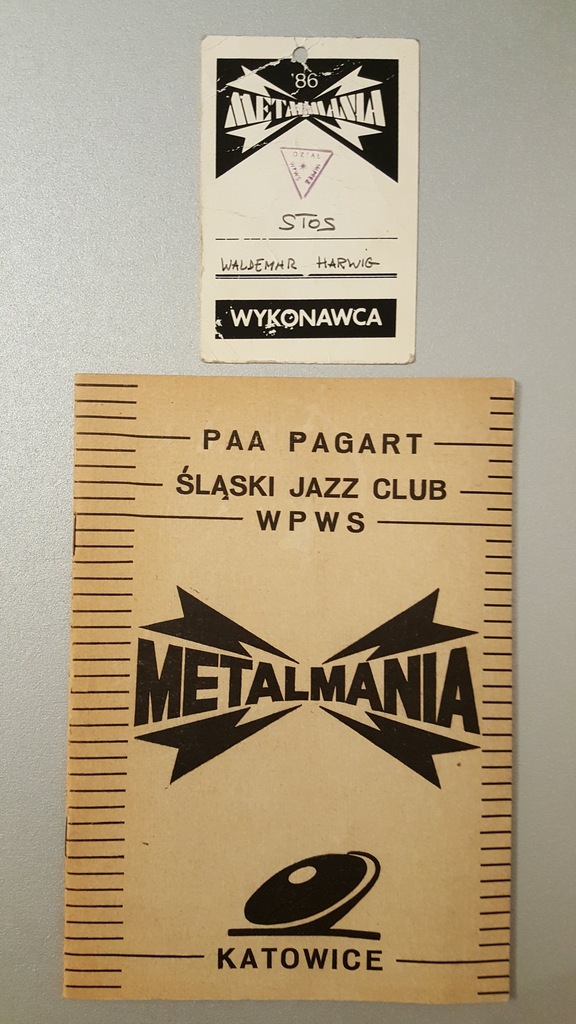 '86
METALMANIA
STOS
WALDEMAR HARWIG
WYKONAWCA
PAA PAGART
ŚLĄSKI JAZZ CLUB
WPWS
METALMANIA
KATOWICE